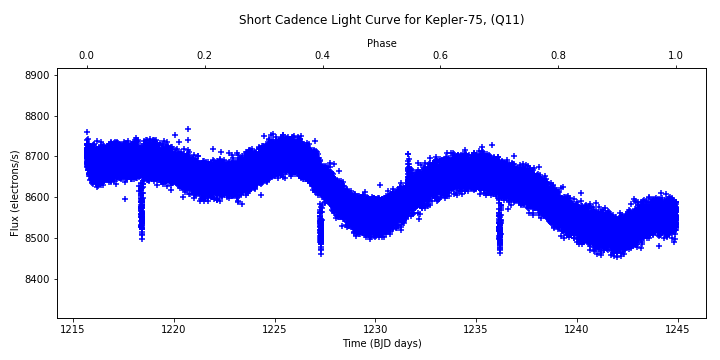 Short Cadence Light Curve for Kepler-75, (Q11)
Phase
0.0 0.2 0.4 0.6 0.8 1.0
8900
8800
8700
8600
8500
8400
Flux (electrons/s)
1215 1220 1225 1230 1235 1240 1245
Time (BJD days)